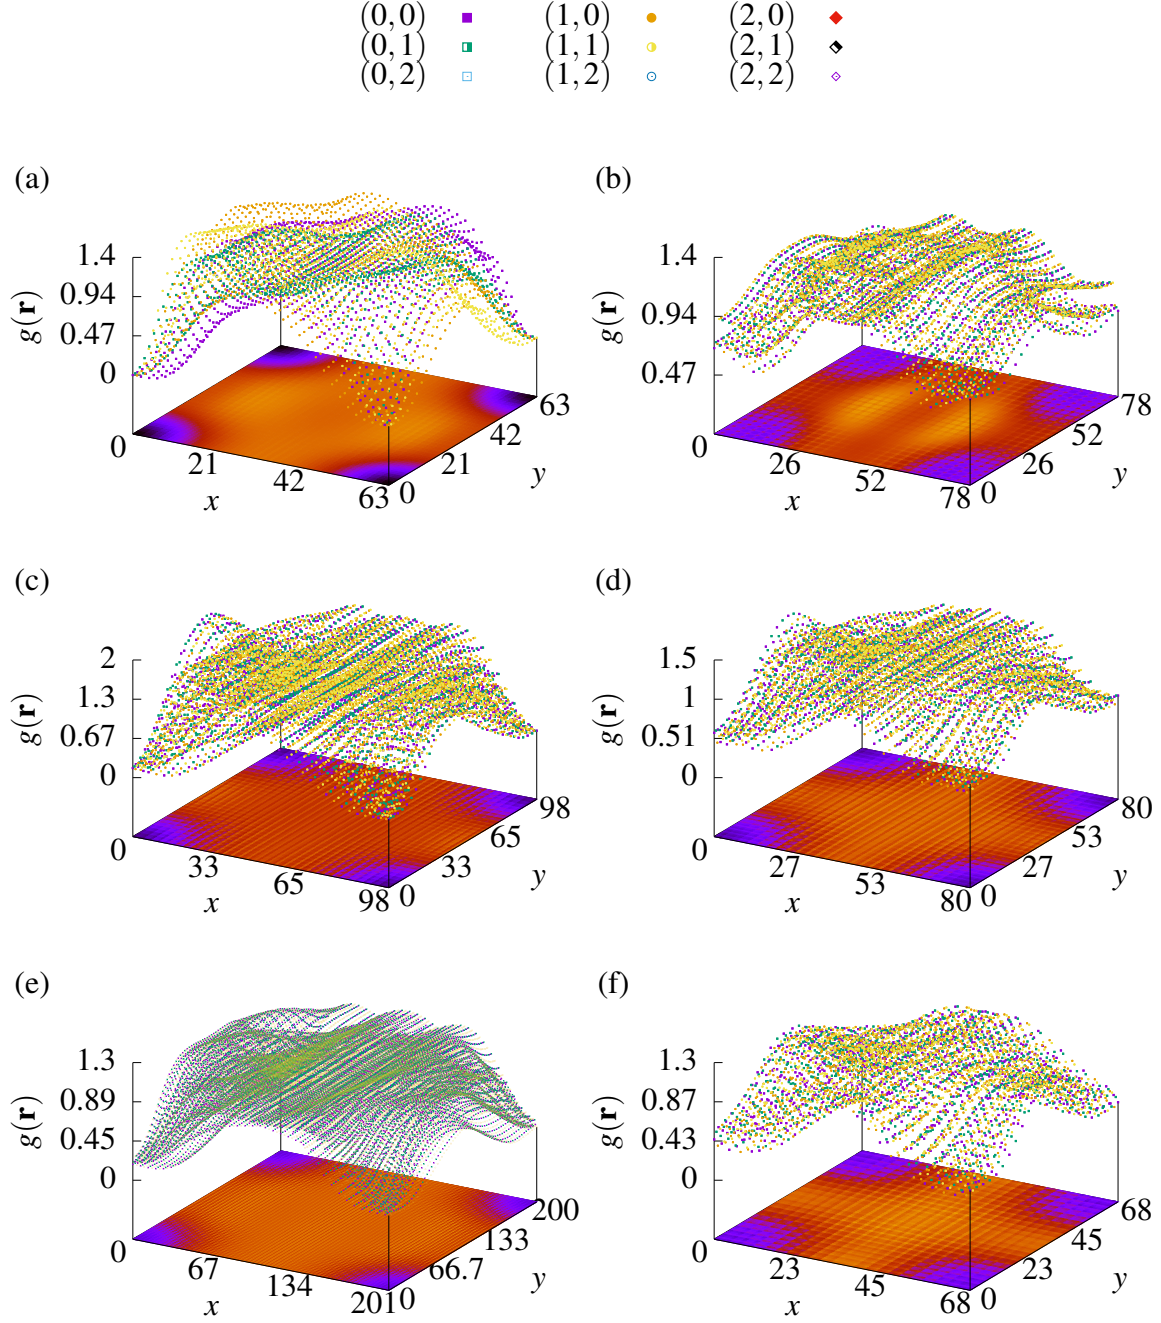 (0,0) (1,0) (2,0)
(0,1) (1,1) (2,1)
(0,2) (1,2) (2,2)
(a)
1.4
0.94
0.47
0
g(r)
0
21
42
63
x
0
21
42
63
y
(b)
1.4
0.94
0.47
g(r)
0
26
52
78
x
0
26
52
78
y
(c)
2
1.3
0.67
0
g(r)
0
33
65
98
x
0
33
65
98
y
(d)
1.5
1
0.51
0
g(r)
0
27
53
80
x
0
27
53
80
y
(e)
1.3
0.89
0.45
0
g(r)
0
67
134
201
x
0
66.7
133
200
y
(f)
1.3
0.87
0.43
0
g(r)
0
23
45
68
x
0
23
45
68
y